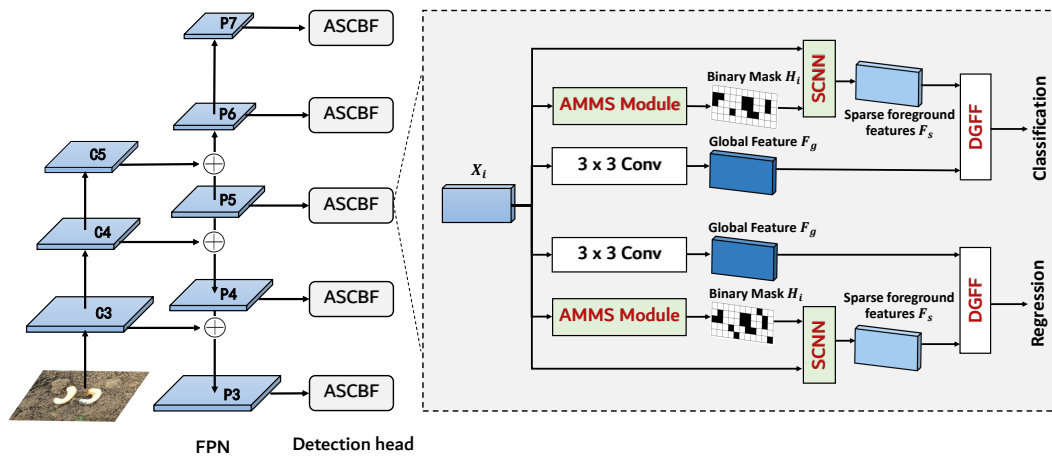 P7
ASCBF
P6
ASCBF
C5
P5
ASCBF
C4
P4
ASCBF
C3
P3
ASCBF
FPN
Detection head
X_i
AMMS Module
Binary Mask H_i
SCNN
Sparse foreground
features F_s
3 x 3 Conv
Global Feature F_g
DGFF
Classification
3 x 3 Conv
Global Feature F_g
AMMS Module
Binary Mask H_i
SCNN
Sparse foreground
features F_s
DGFF
Regression